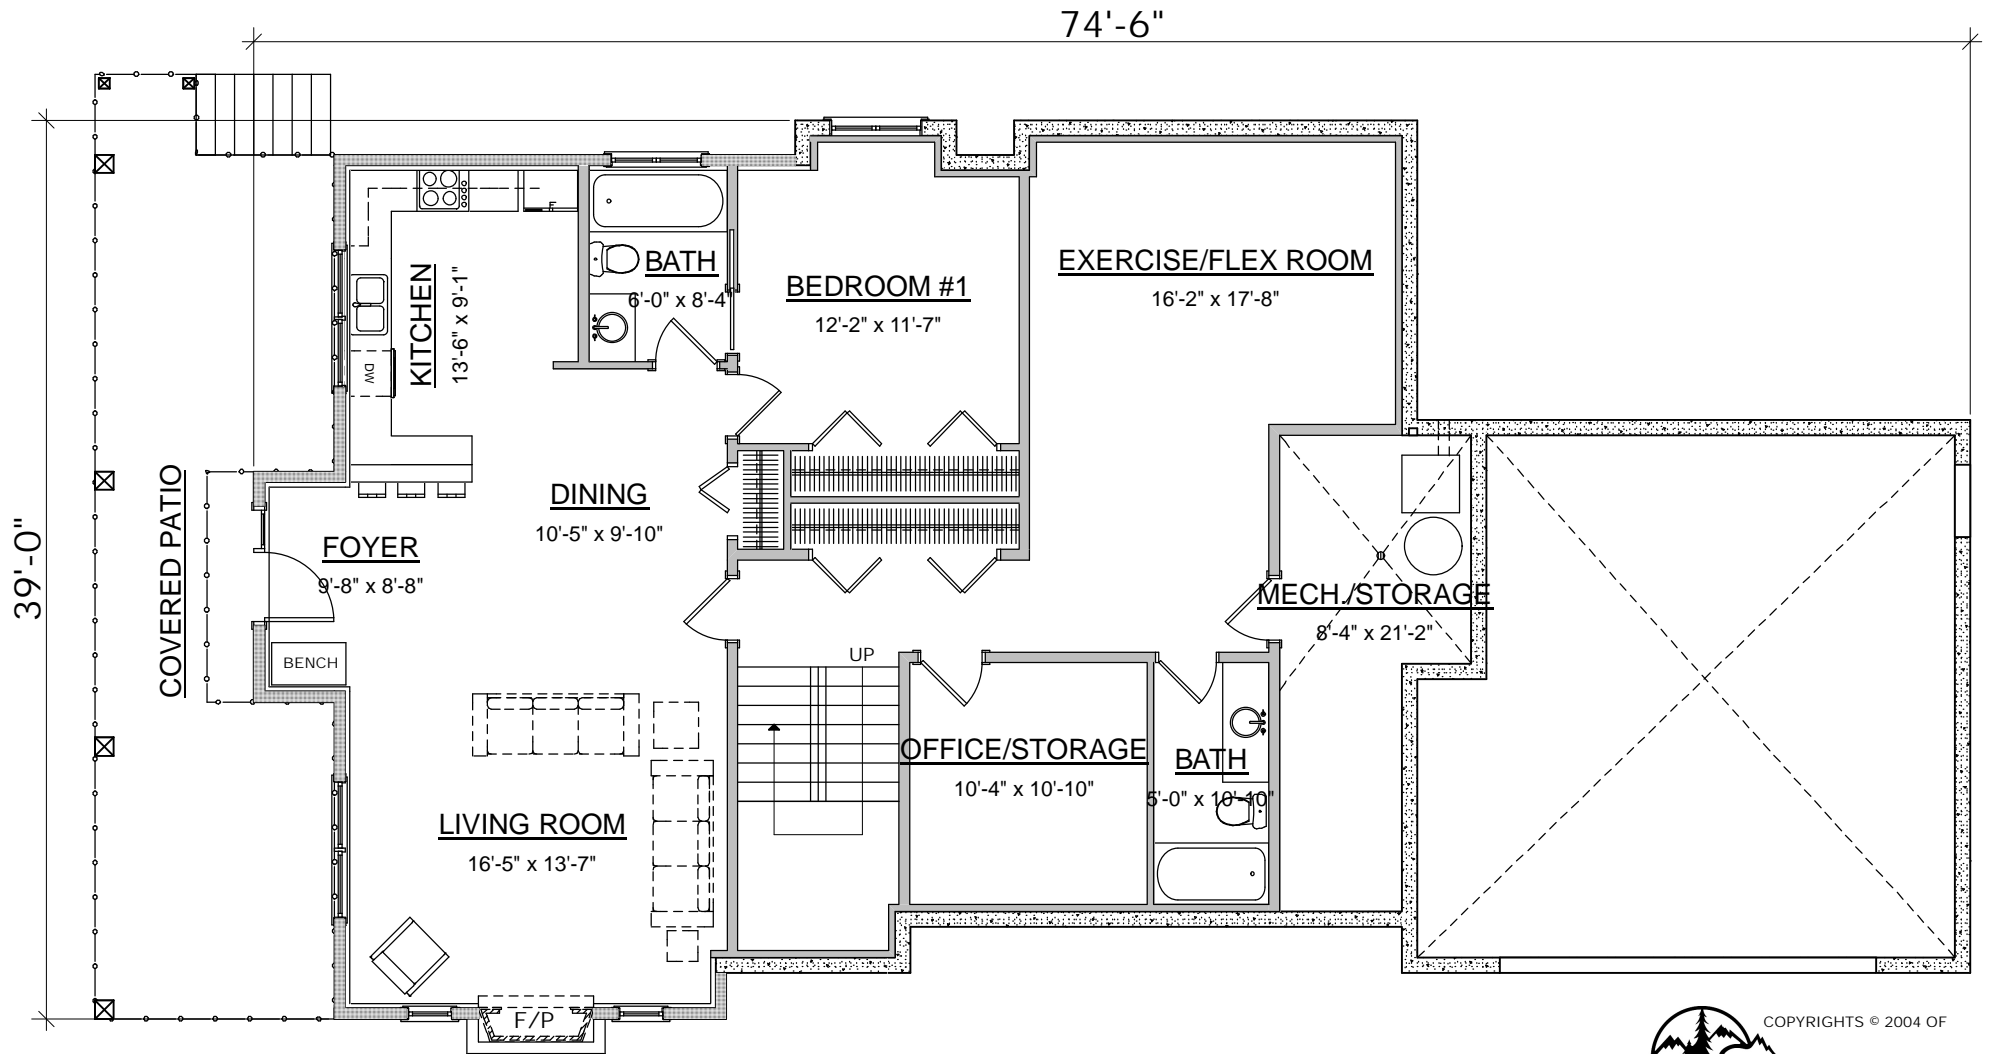 74'-6"
39'-0"
COVERED PATIO
KITCHEN
13'-6" x 9'-1"
DW
F
BATH
6'-0" x 8'-4"
BEDROOM #1
12'-2" x 11'-7"
EXERCISE/FLEX ROOM
16'-2" x 17'-8"
DINING
10'-5" x 9'-10"
FOYER
9'-8" x 8'-8"
BENCH
MECH./STORAGE
8'-4" x 21'-2"
UP
OFFICE/STORAGE
10'-4" x 10'-10"
BATH
5'-0" x 10'-10"
LIVING ROOM
16'-5" x 13'-7"
F/P
COPYRIGHTS © 2004 OF